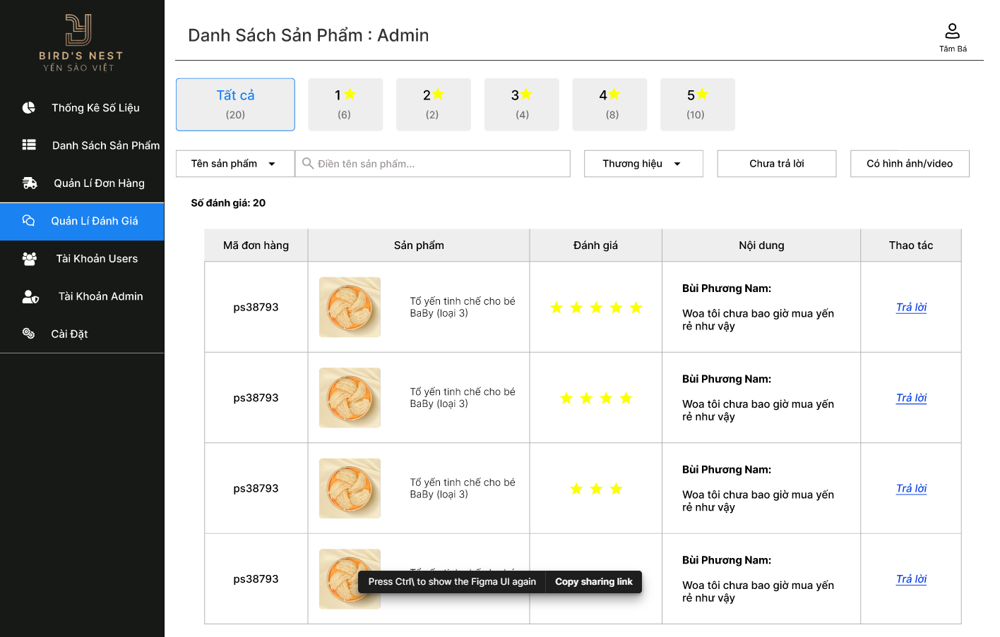 BIRD'S NEST
YẾN SÀO VIỆT
Thống Kê Số Liệu
Danh Sách Sản Phẩm
Quản Lí Đơn Hàng
Quản Lí Đánh Giá
Tài Khoản Users
Tài Khoản Admin
Cài Đặt
Danh Sách Sản Phẩm : Admin
Tâm Bá
Tất cả
(20)
1
(6)
2
(2)
3
(4)
4
(8)
5
(10)
Tên sản phẩm
Điền tên sản phẩm...
Thương hiệu
Chưa trả lời
Có hình ảnh/video
Số đánh giá: 20
Mã đơn hàng Sản phẩm Đánh giá Nội dung Thao tác
ps38793
Tổ yến tinh chế cho bé
BaBy (loại 3)
Bùi Phương Nam:
Woa tôi chưa bao giờ mua yến
rẻ như vậy
Trả lời
ps38793
Tổ yến tinh chế cho bé
BaBy (loại 3)
Bùi Phương Nam:
Woa tôi chưa bao giờ mua yến
rẻ như vậy
Trả lời
ps38793
Tổ yến tinh chế cho bé
BaBy (loại 3)
Bùi Phương Nam:
Woa tôi chưa bao giờ mua yến
rẻ như vậy
Trả lời
ps38793
Bùi Phương Nam:
Woa tôi chưa bao giờ mua yến
rẻ như vậy
Trả lời
Press Ctrl\ to show the Figma UI again Copy sharing link